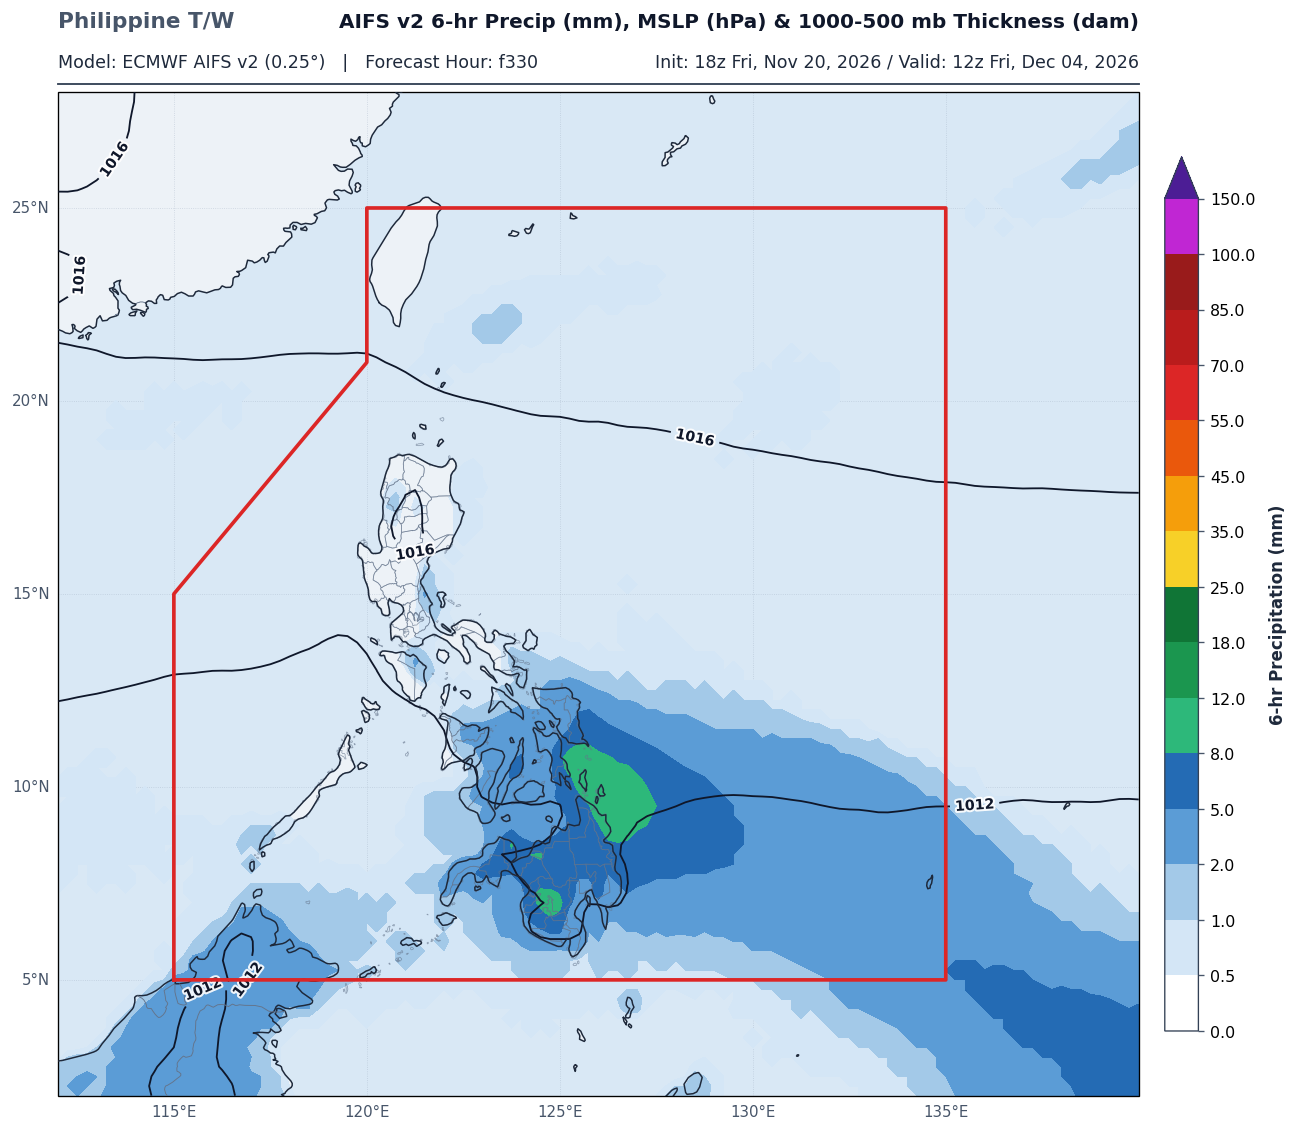 Philippine T/W
AIFS v2 6-hr Precip (mm), MSLP (hPa) & 1000-500 mb Thickness (dam)
Model: ECMWF AIFS v2 (0.25°) | Forecast Hour: f330
Init: 18z Fri, Nov 20, 2026 / Valid: 12z Fri, Dec 04, 2026
1016
1016
1016
1016
1012
1012
1012
25°N
20°N
15°N
10°N
5°N
115°E
120°E
125°E
130°E
135°E
150.0
100.0
85.0
70.0
55.0
45.0
35.0
25.0
18.0
12.0
8.0
5.0
2.0
1.0
0.5
0.0
6-hr Precipitation (mm)